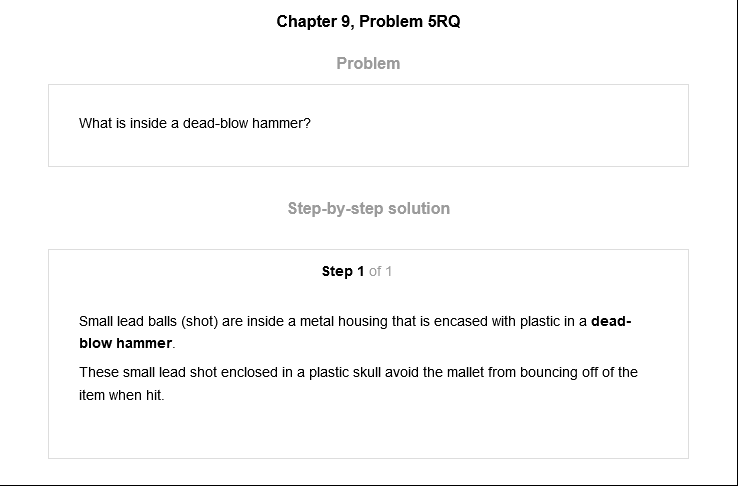 Chapter 9, Problem 5RQ
Problem
What is inside a dead-blow hammer?
Step-by-step solution
Step 1 of 1
Small lead balls (shot) are inside a metal housing that is encased with plastic in a dead-
blow hammer.
These small lead shot enclosed in a plastic skull avoid the mallet from bouncing off of the
item when hit.